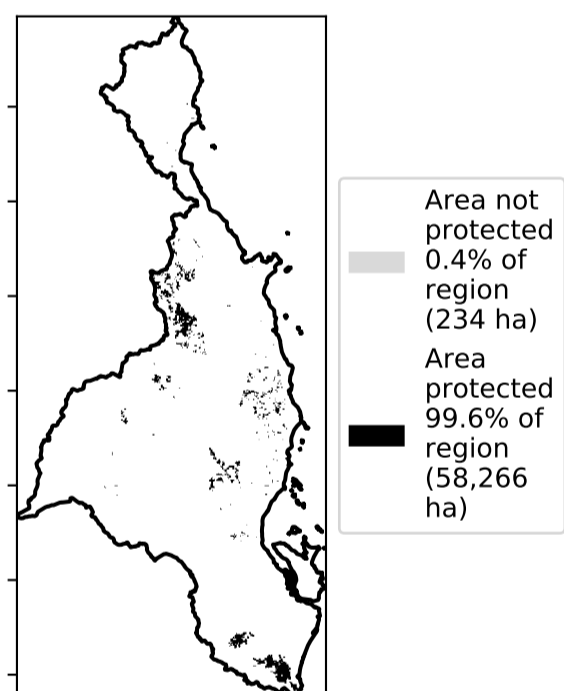 Area not
protected
0.4% of
region
(234 ha)
Area
protected
99.6% of
region
(58,266
ha)